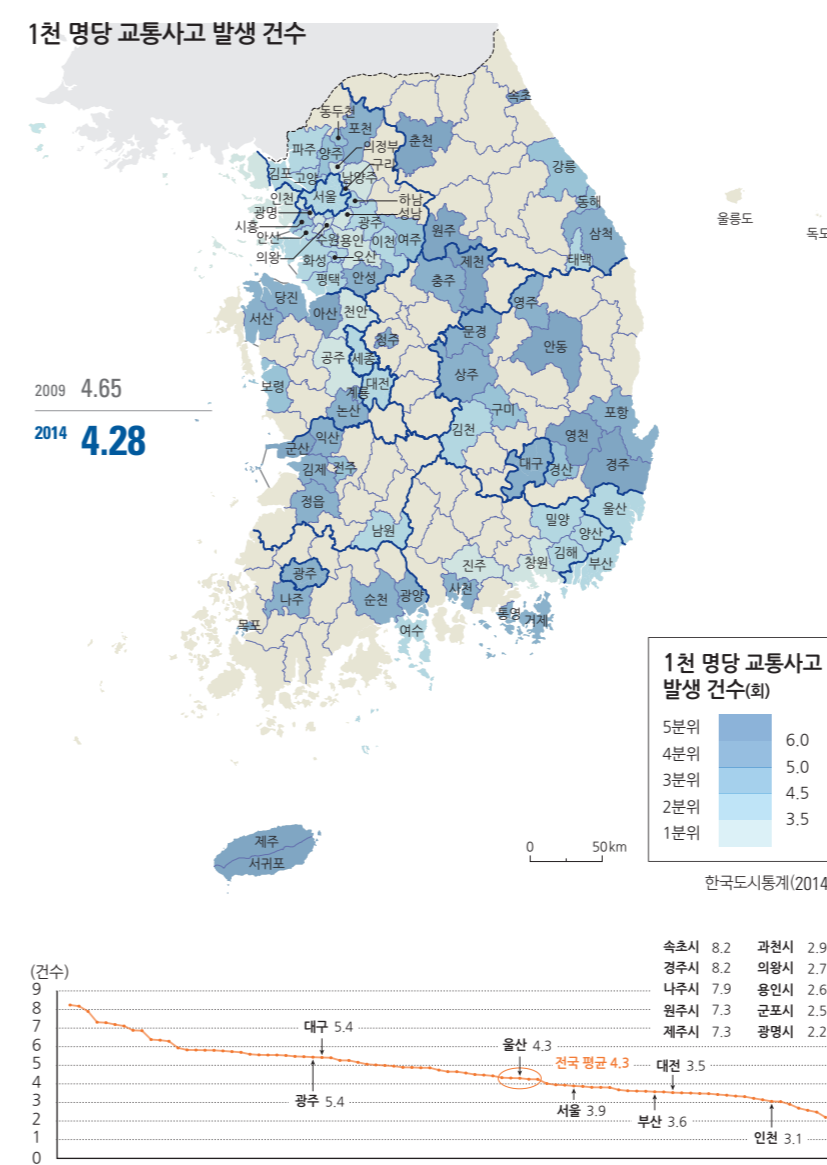 1천 명당 교통사고 발생 건수
속초
동두천
포천
춘천
파주
양주
의정부
구리
강릉
김포
고양
남양주
인천
서울
하남
동해
울릉도
광명
성남
독도
시흥
광주
원주
삼척
안산
수원
용인
이천
여주
의왕
화성
오산
제천
태백
평택
안성
충주
당진
영주
서산
아산
천안
문경
청주
안동
공주
세종
상주
2009 4.65
보령
대전
계룡
구미
논산
포항
2014 4.28
김천
영천
익산
군산
대구
경산
경주
김제
전주
정읍
울산
밀양
남원
양산
김해
진주
창원
부산
광주
사천
나주
순천
광양
통영
거제
목포
여수
1천 명당 교통사고
발생 건수(회)
5분위
6.0
4분위
5.0
3분위
4.5
2분위
3.5
1분위
제주
서귀포
0 50km
한국도시통계(2014
속초시 8.2 과천시 2.9
경주시 8.2 의왕시 2.7
나주시 7.9 용인시 2.6
원주시 7.3 군포시 2.5
제주시 7.3 광명시 2.2
(건수)
9
8
7
6
5
4
3
2
1
0
대구 5.4
광주 5.4
울산 4.3
전국 평균 4.3
서울 3.9
부산 3.6
대전 3.5
인천 3.1